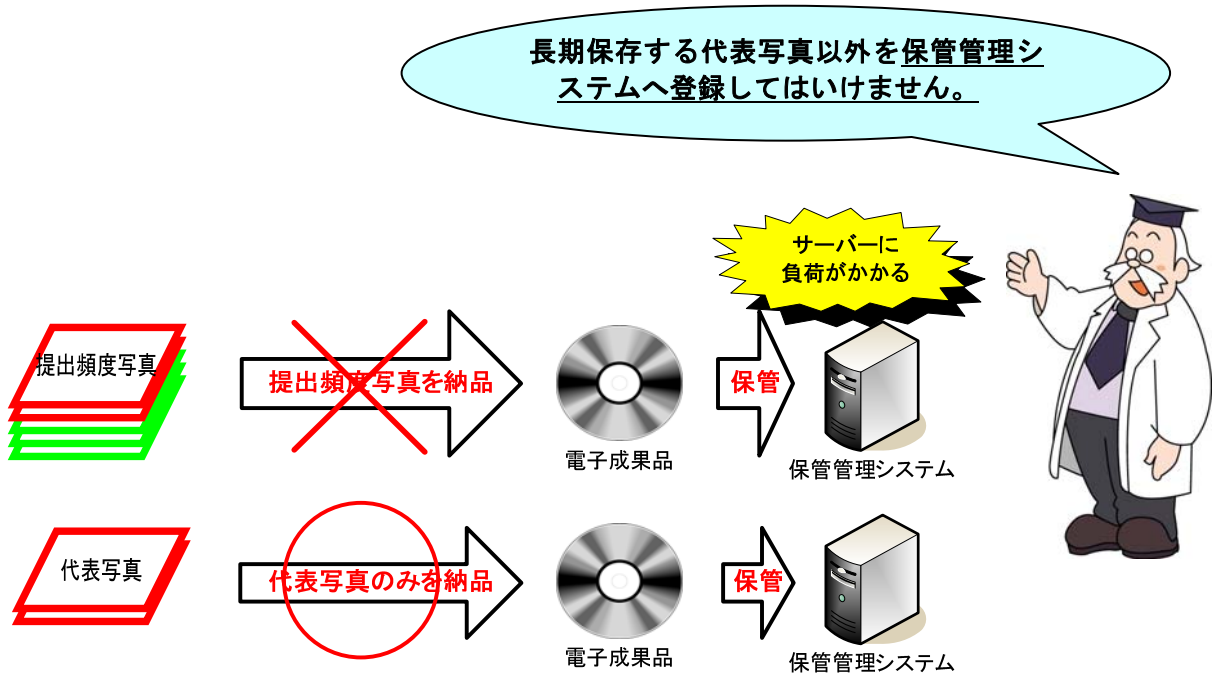 長期保存する代表写真以外を保管管理シ
ステムへ登録してはいけません。
サーバーに
負荷がかかる
提出頻度写真
提出頻度写真を納品
保管
電子成果品
保管管理システム
代表写真
代表写真のみを納品
保管
電子成果品
保管管理システム